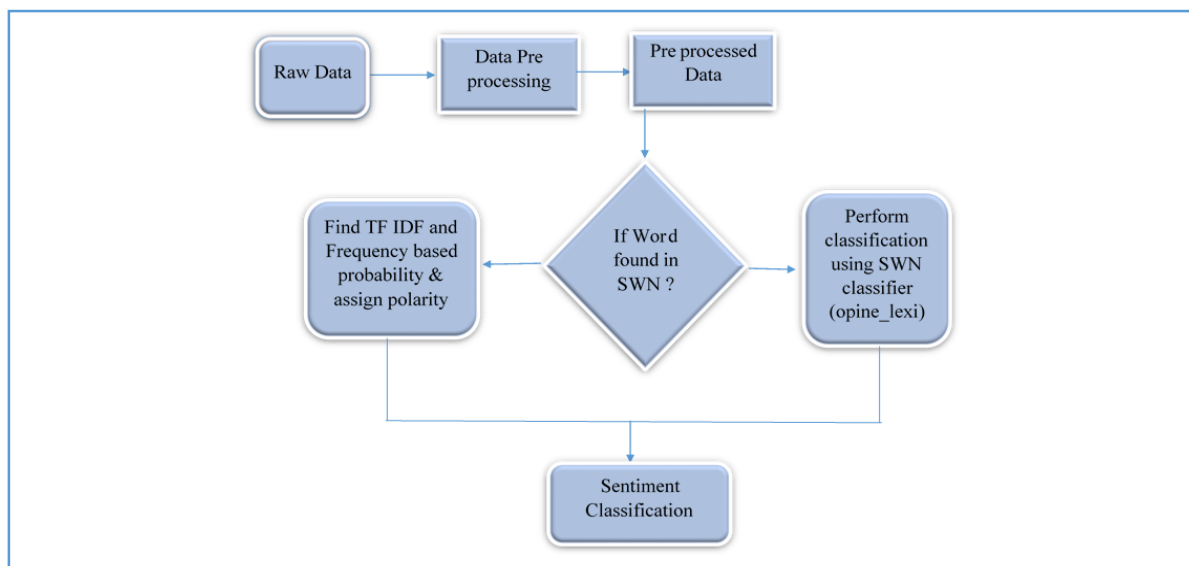 Raw Data
Data Pre
processing
Pre processed
Data
If Word
found in
SWN ?
Find TF IDF and
Frequency based
probability &
assign polarity
Perform
classification
using SWN
classifier
(opine_lexi)
Sentiment
Classification